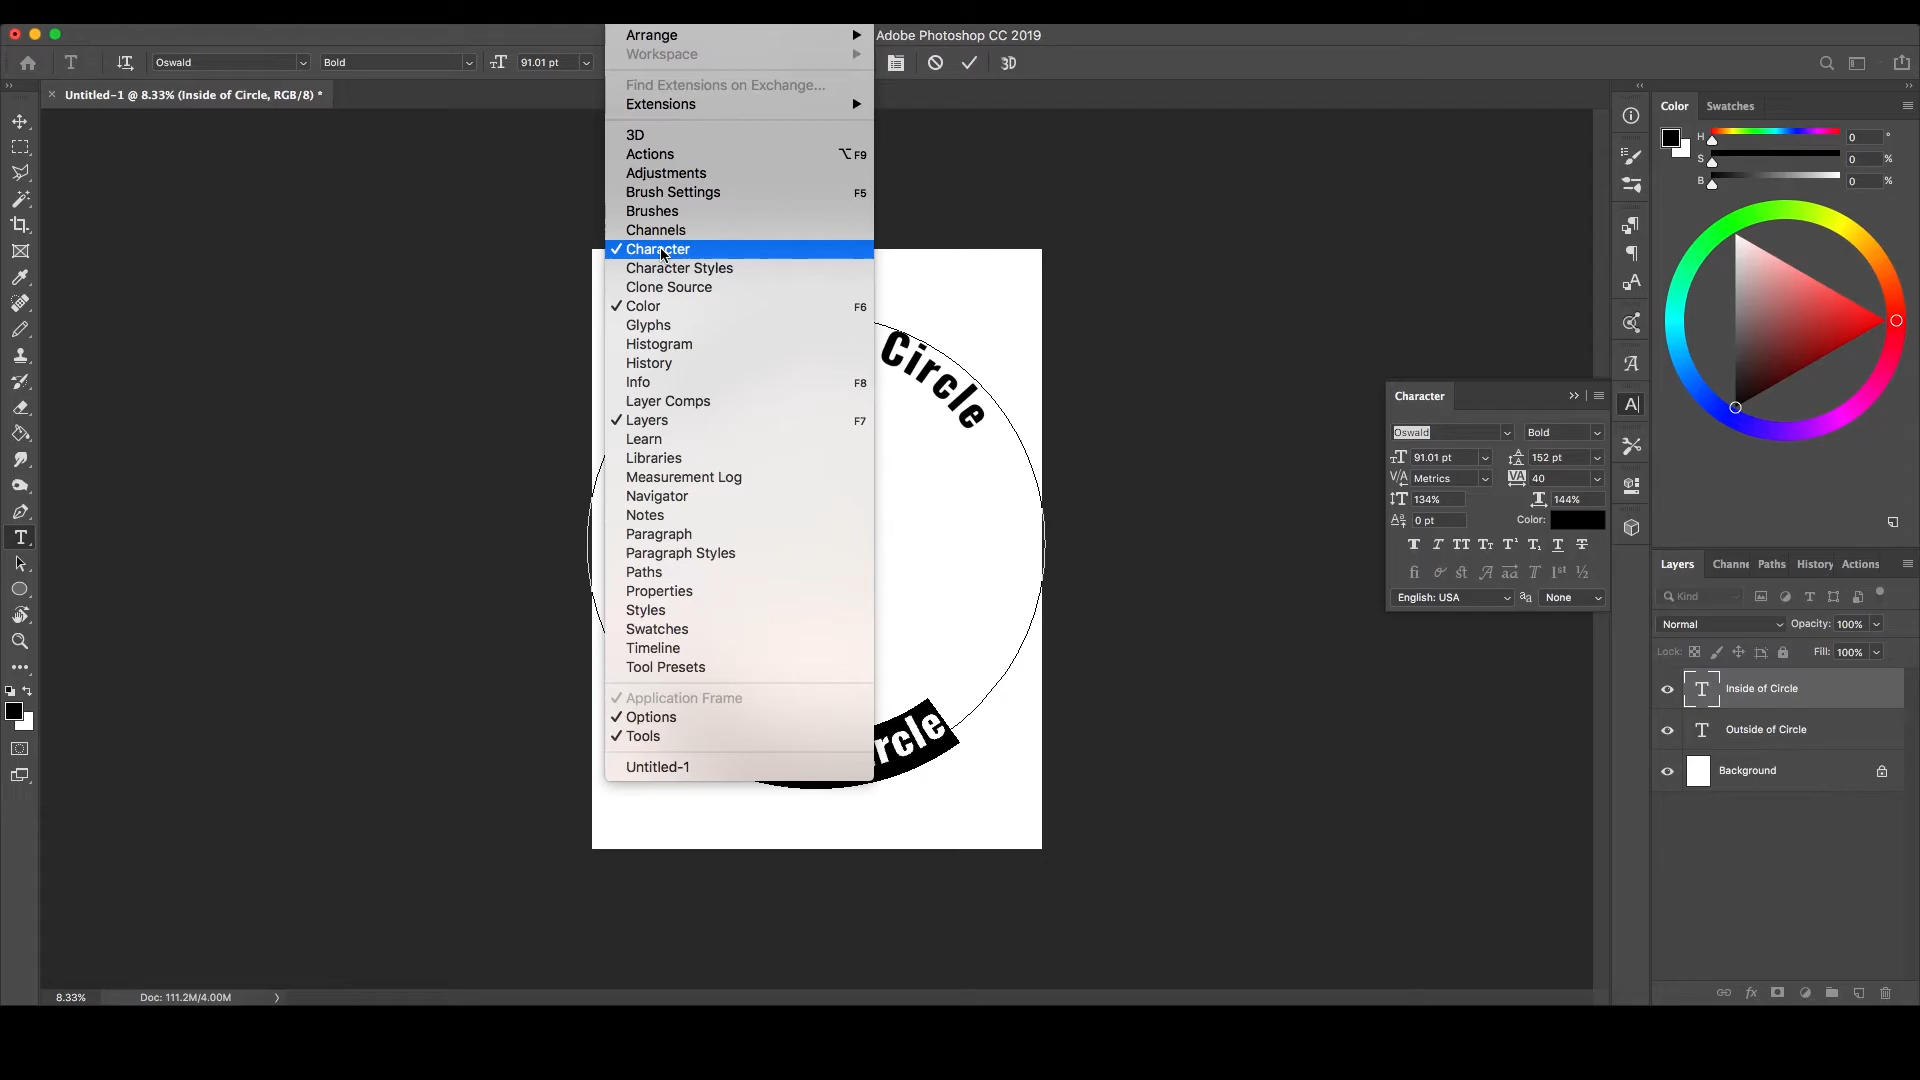 Arrange
Adobe Photoshop CC 2019
Workspace
Oswald
Bold
91.01 pt
3D
Find Extensions on Exchange...
Extensions
Untitled-1 @ 8.33% (Inside of Circle, RGB/8) *
3D
Actions ⌥F9
Adjustments
Brush Settings F5
Brushes
Channels
Character
Character Styles
Clone Source
Color F6
Glyphs
Histogram
History
Info F8
Layer Comps
Layers F7
Learn
Libraries
Measurement Log
Navigator
Notes
Paragraph
Paragraph Styles
Paths
Properties
Styles
Swatches
Timeline
Tool Presets
Application Frame
Options
Tools
Untitled-1
Circle
Color Swatches
H 0 °
S 0 %
B 0 %
Character
Oswald Bold
91.01 pt 152 pt
Metrics 40
134% 144%
0 pt Color:
English: USA None
Layers Channe Paths History Actions
Kind
Normal Opacity: 100%
Lock: Fill: 100%
Inside of Circle
Outside of Circle
Background
8.33% Doc: 111.2M/4.00M